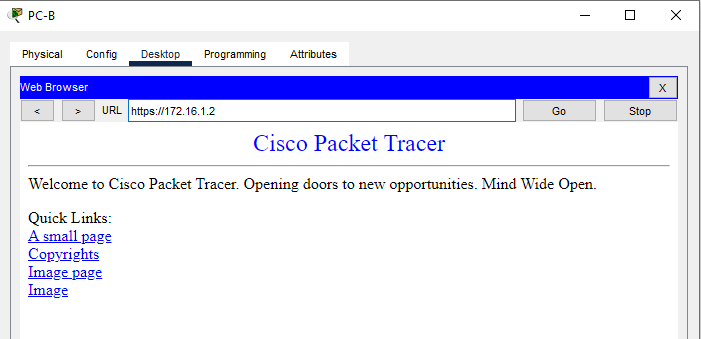 PC-B
Physical Config Desktop Programming Attributes
Web Browser X
< > URL https://172.16.1.2 Go Stop
Cisco Packet Tracer
Welcome to Cisco Packet Tracer. Opening doors to new opportunities. Mind Wide Open.
Quick Links:
A small page
Copyrights
Image page
Image